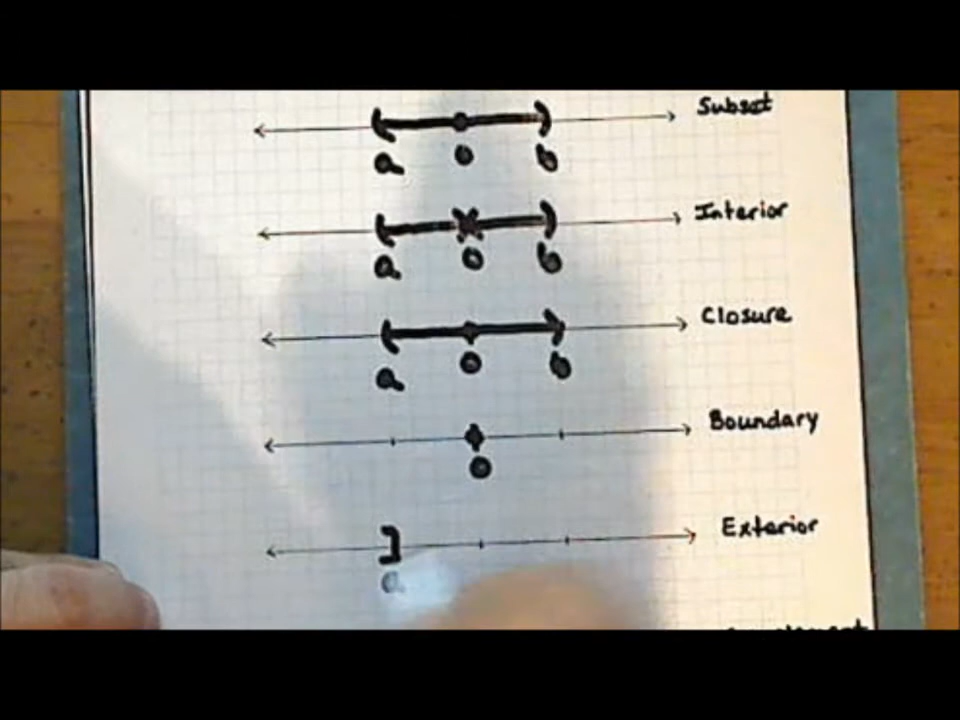 Subset
a 0 b
Interior
a 0 b
Closure
a 0 b
Boundary
0
Exterior
a